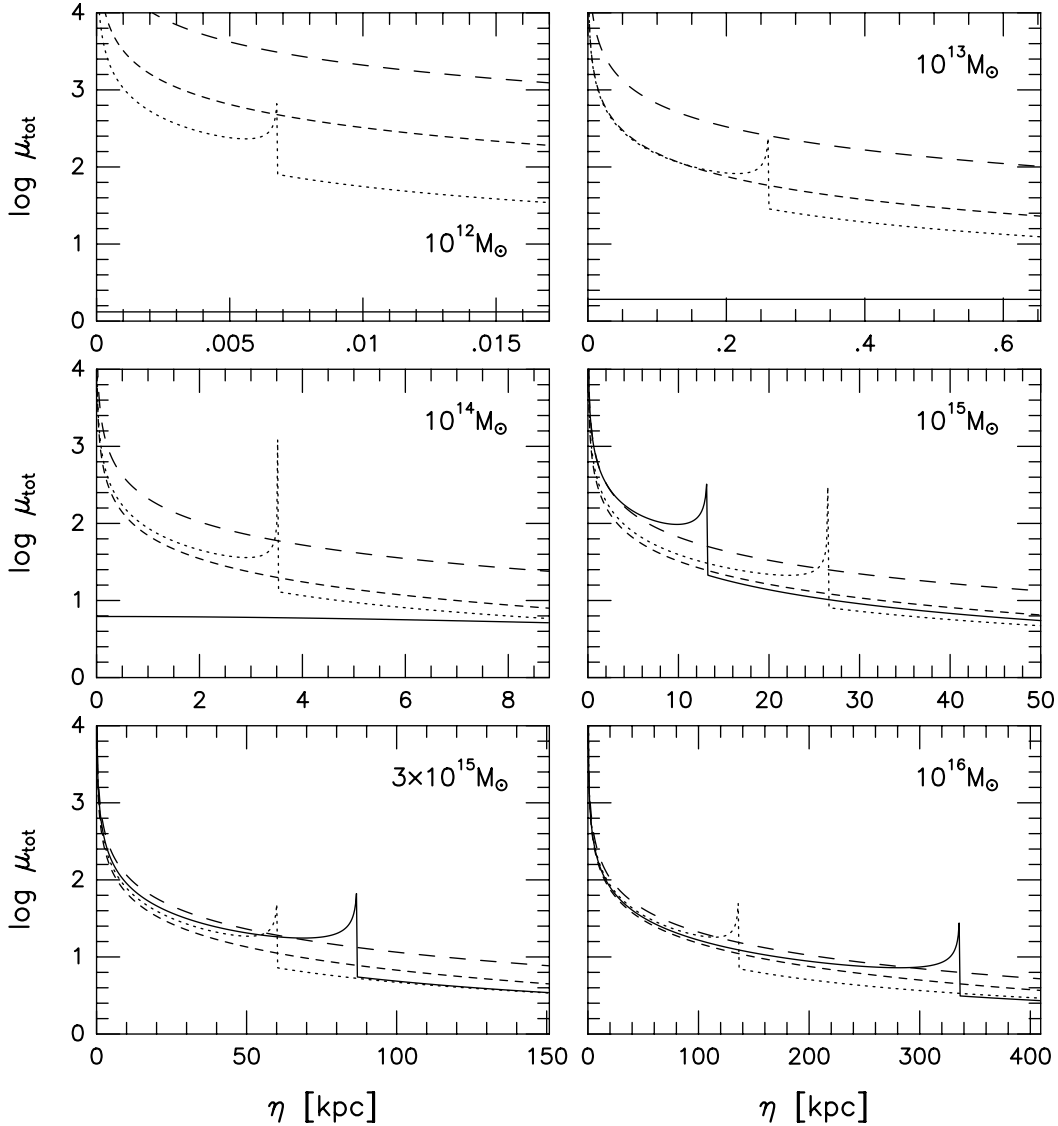 4
3
2
1
0
log μtot
10¹²M⊙
0 .005 .01 .015
10¹³M⊙
0 .2 .4 .6
4
3
2
1
0
log μtot
10¹⁴M⊙
0 2 4 6 8
10¹⁵M⊙
0 10 20 30 40 50
4
3
2
1
0
log μtot
3×10¹⁵M⊙
0 50 100 150
10¹⁶M⊙
0 100 200 300 400
η [kpc]
η [kpc]